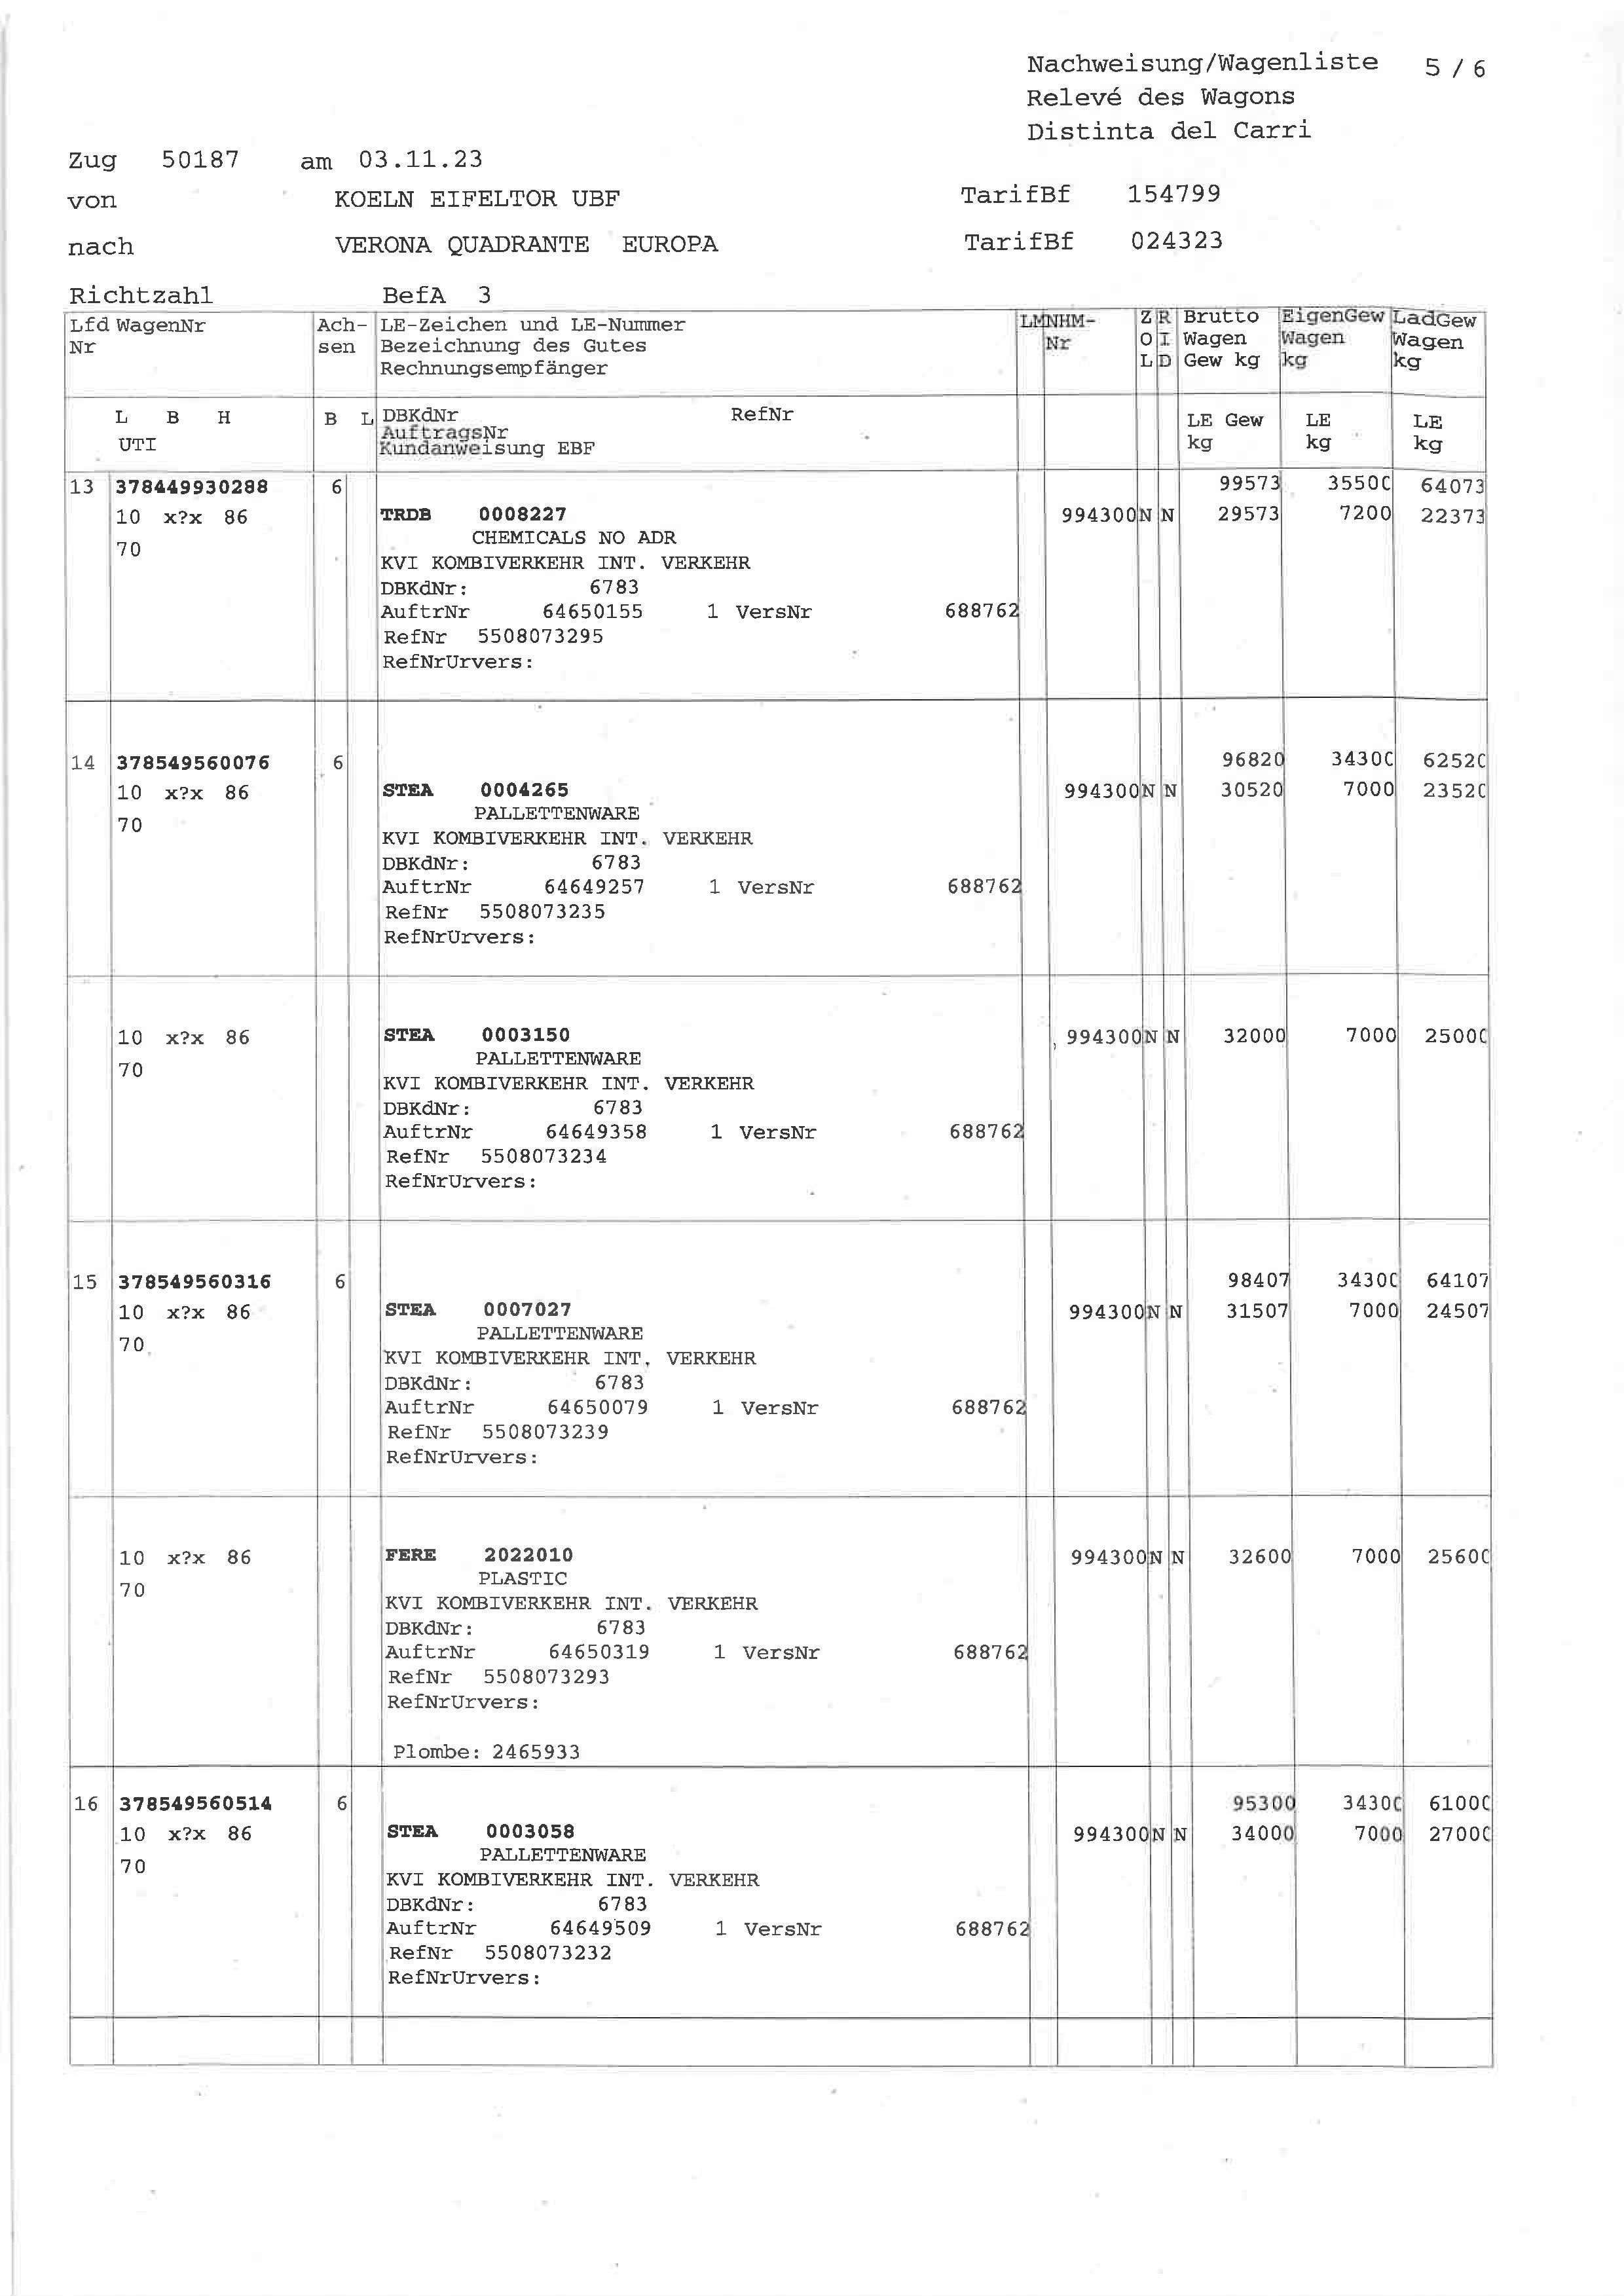 Nachweisung/Wagenliste 5 / 6
Relevé des Wagons
Distinta del Carri
Zug 50187 am 03.11.23
von KOELN EIFELTOR UBF TarifBf 154799
nach VERONA QUADRANTE EUROPA TarifBf 024323
Richtzahl BefA 3
Lfd WagenNr Ach- LE-Zeichen und LE-Nummer LM NHM- Z R Brutto EigenGew LadGew
Nr sen Bezeichnung des Gutes Nr O I Wagen Wagen Wagen
Rechnungsempfänger L D Gew kg kg kg
L B H B L DBKdNr RefNr LE Gew LE LE
UTI AuftragsNr kg kg kg
Kundanweisung EBF
13 378449930288 6 99573 35500 64073
10 x?x 86 TRDB 0008227 994300 N N 29573 7200 22373
CHEMICALS NO ADR
70 KVI KOMBIVERKEHR INT. VERKEHR
DBKdNr: 6783
AuftrNr 64650155 1 VersNr 688762
RefNr 5508073295
RefNrUrvers:
14 378549560076 6 96820 34300 62520
10 x?x 86 STEA 0004265 994300 N N 30520 7000 23520
PALLETTENWARE
70 KVI KOMBIVERKEHR INT. VERKEHR
DBKdNr: 6783
AuftrNr 64649257 1 VersNr 688762
RefNr 5508073235
RefNrUrvers:
10 x?x 86 STEA 0003150 994300 N N 32000 7000 25000
PALLETTENWARE
70 KVI KOMBIVERKEHR INT. VERKEHR
DBKdNr: 6783
AuftrNr 64649358 1 VersNr 688762
RefNr 5508073234
RefNrUrvers:
15 378549560316 6 98407 34300 64107
10 x?x 86 STEA 0007027 994300 N N 31507 7000 24507
PALLETTENWARE
70 KVI KOMBIVERKEHR INT. VERKEHR
DBKdNr: 6783
AuftrNr 64650079 1 VersNr 688762
RefNr 5508073239
RefNrUrvers:
10 x?x 86 FERE 2022010 994300 N N 32600 7000 25600
PLASTIC
70 KVI KOMBIVERKEHR INT. VERKEHR
DBKdNr: 6783
AuftrNr 64650319 1 VersNr 688762
RefNr 5508073293
RefNrUrvers:
Plombe: 2465933
16 378549560514 6 95300 34300 61000
10 x?x 86 STEA 0003058 994300 N N 34000 7000 27000
PALLETTENWARE
70 KVI KOMBIVERKEHR INT. VERKEHR
DBKdNr: 6783
AuftrNr 64649509 1 VersNr 688762
RefNr 5508073232
RefNrUrvers: